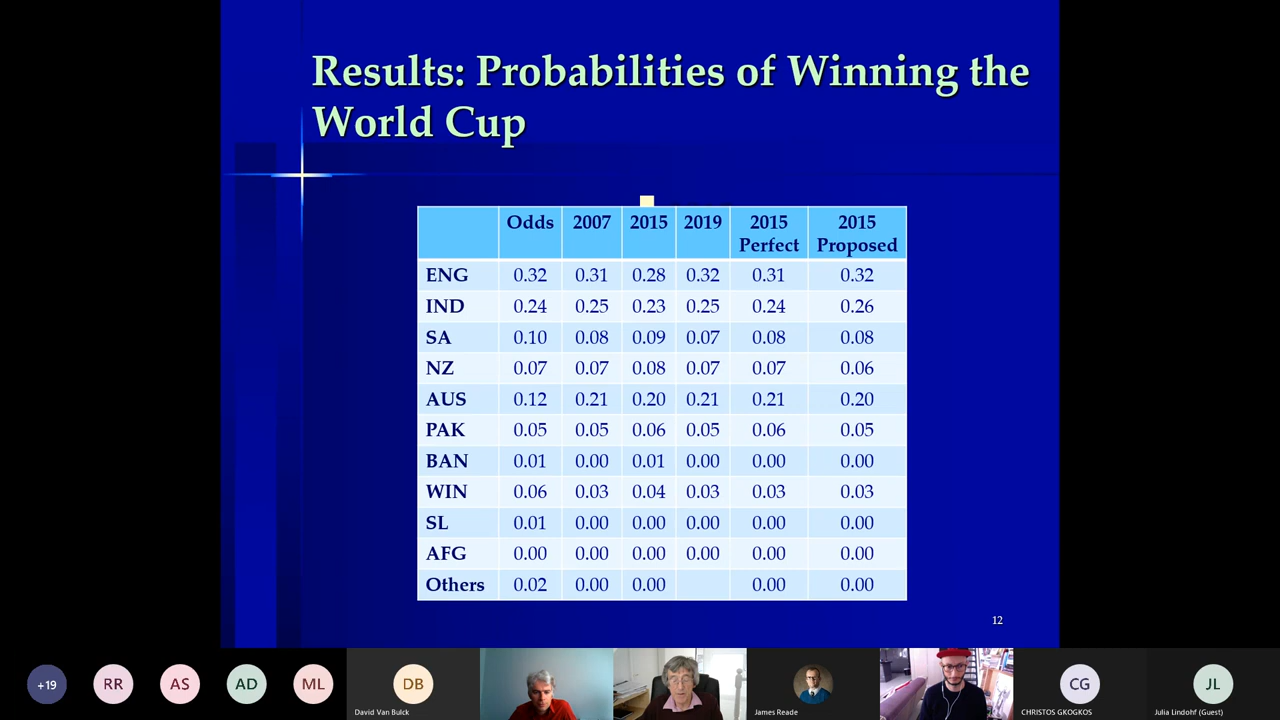 Results: Probabilities of Winning the
World Cup
Odds 2007 2015 2019 2015 Perfect 2015 Proposed
ENG 0.32 0.31 0.28 0.32 0.31 0.32
IND 0.24 0.25 0.23 0.25 0.24 0.26
SA 0.10 0.08 0.09 0.07 0.08 0.08
NZ 0.07 0.07 0.08 0.07 0.07 0.06
AUS 0.12 0.21 0.20 0.21 0.21 0.20
PAK 0.05 0.05 0.06 0.05 0.06 0.05
BAN 0.01 0.00 0.01 0.00 0.00 0.00
WIN 0.06 0.03 0.04 0.03 0.03 0.03
SL 0.01 0.00 0.00 0.00 0.00 0.00
AFG 0.00 0.00 0.00 0.00 0.00 0.00
Others 0.02 0.00 0.00 0.00 0.00
12
+19 RR AS AD ML DB CG JL
David Van Bulck James Reade CHRISTOS GKOGKOS Julia Lindohf (Guest)